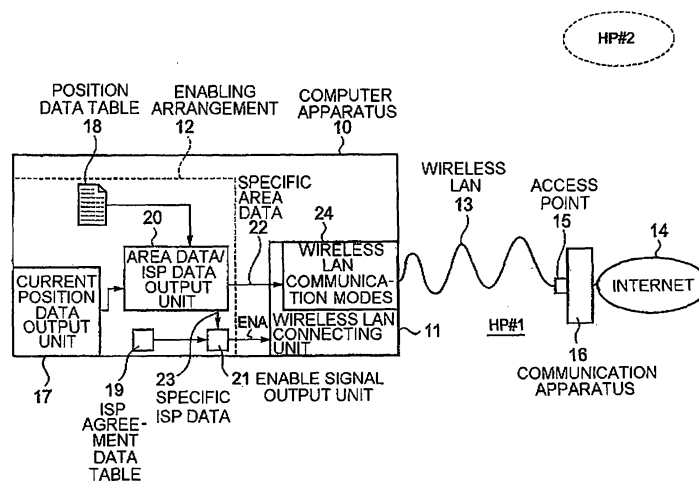 HP#2
POSITION
DATA TABLE
18
ENABLING
ARRANGEMENT
12
COMPUTER
APPARATUS
10
SPECIFIC
AREA
DATA
22
WIRELESS
LAN
13
ACCESS
POINT
15
14
INTERNET
20
AREA DATA/
ISP DATA
OUTPUT
UNIT
24
WIRELESS
LAN
COMMUNICATION
MODES
CURRENT
POSITION
DATA
OUTPUT
UNIT
17
ENA
WIRELESS LAN
CONNECTING
UNIT
11
HP#1
16
COMMUNICATION
APPARATUS
19
ISP
AGREE-
MENT
DATA
TABLE
23
SPECIFIC
ISP DATA
21
ENABLE SIGNAL
OUTPUT UNIT